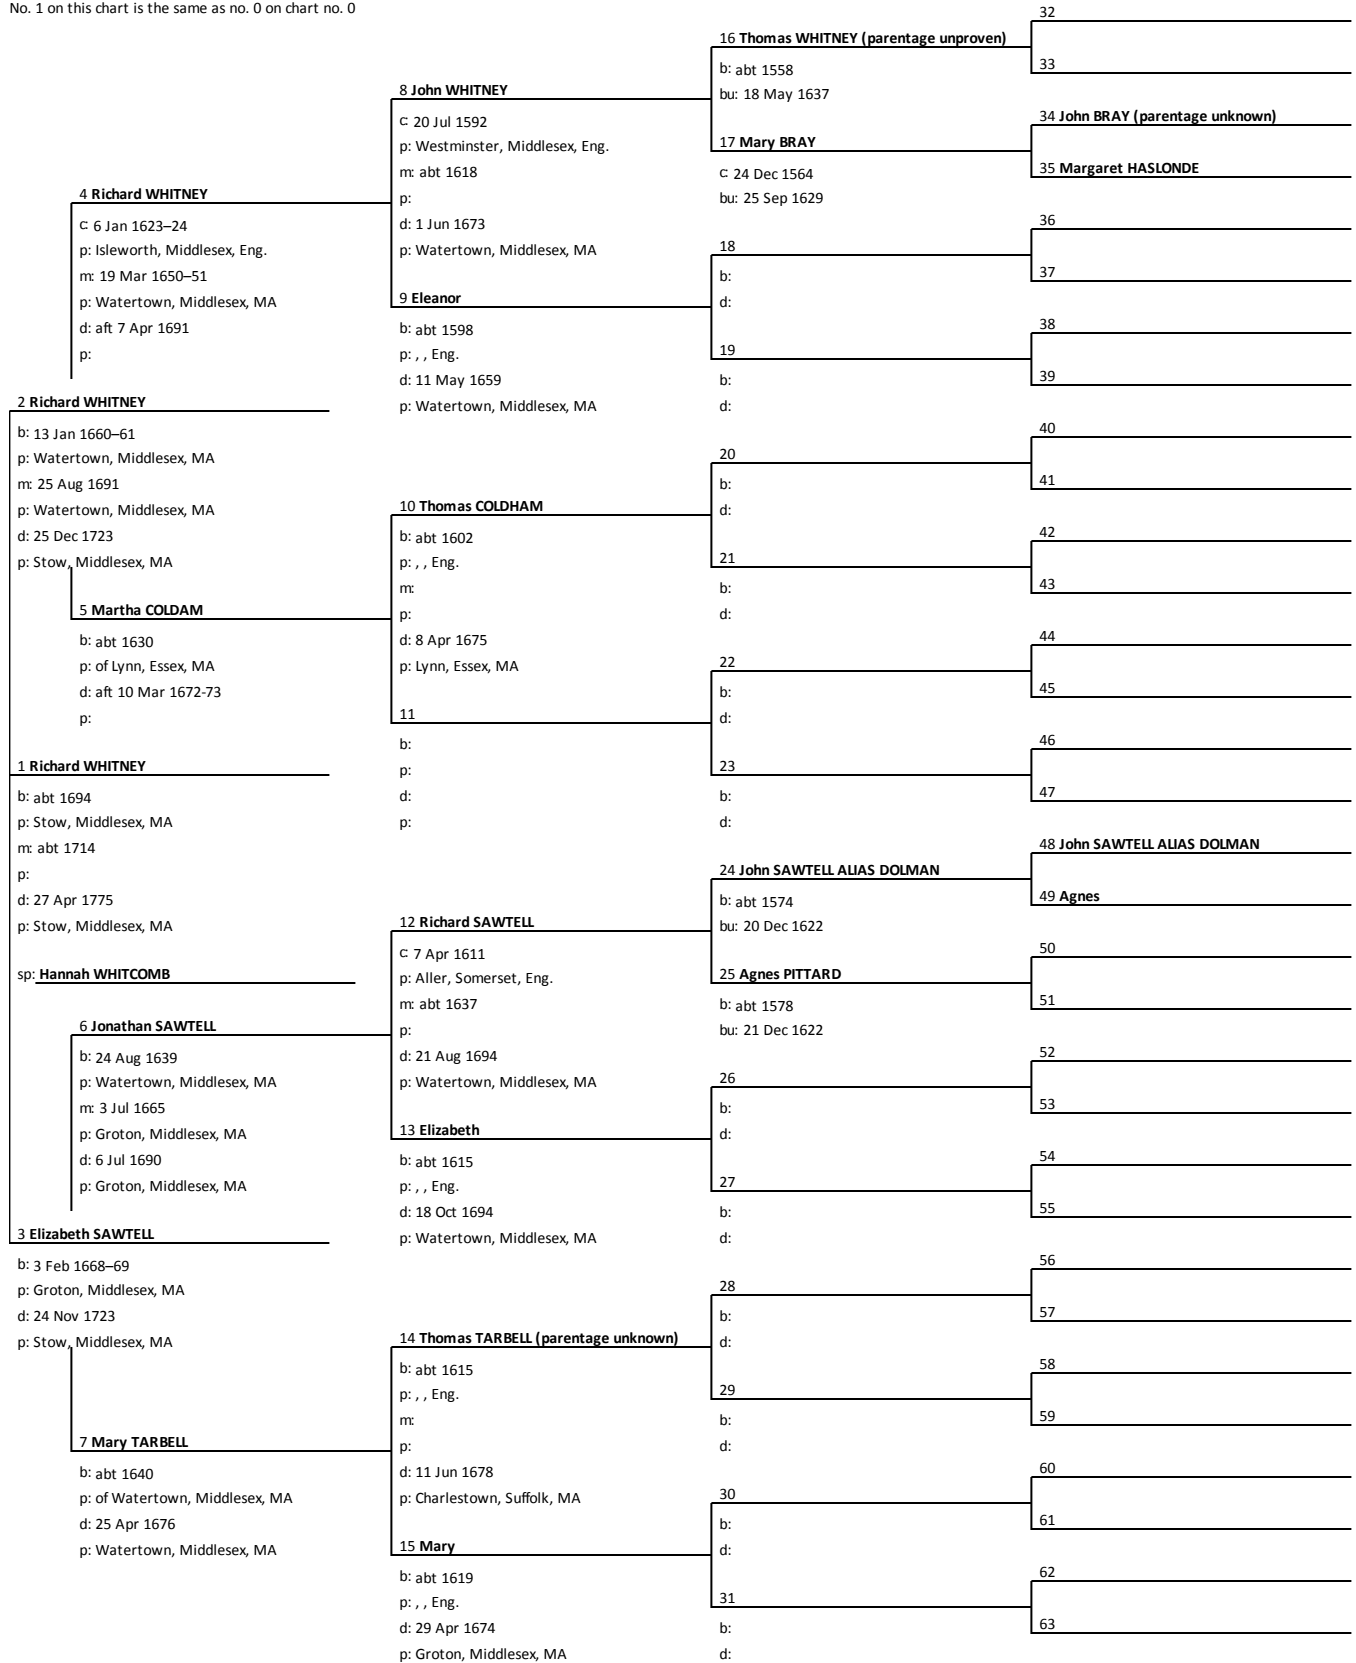 No. 1 on this chart is the same as no. 0 on chart no. 0
4 Richard WHITNEY
c: 6 Jan 1623–24
p: Isleworth, Middlesex, Eng.
m: 19 Mar 1650–51
p: Watertown, Middlesex, MA
d: aft 7 Apr 1691
p:
2 Richard WHITNEY
b: 13 Jan 1660–61
p: Watertown, Middlesex, MA
m: 25 Aug 1691
p: Watertown, Middlesex, MA
d: 25 Dec 1723
p: Stow, Middlesex, MA
5 Martha COLDAM
b: abt 1630
p: of Lynn, Essex, MA
d: aft 10 Mar 1672-73
p:
1 Richard WHITNEY
b: abt 1694
p: Stow, Middlesex, MA
m: abt 1714
p:
d: 27 Apr 1775
p: Stow, Middlesex, MA
sp: Hannah WHITCOMB
6 Jonathan SAWTELL
b: 24 Aug 1639
p: Watertown, Middlesex, MA
m: 3 Jul 1665
p: Groton, Middlesex, MA
d: 6 Jul 1690
p: Groton, Middlesex, MA
3 Elizabeth SAWTELL
b: 3 Feb 1668–69
p: Groton, Middlesex, MA
d: 24 Nov 1723
p: Stow, Middlesex, MA
7 Mary TARBELL
b: abt 1640
p: of Watertown, Middlesex, MA
d: 25 Apr 1676
p: Watertown, Middlesex, MA
8 John WHITNEY
c: 20 Jul 1592
p: Westminster, Middlesex, Eng.
m: abt 1618
p:
d: 1 Jun 1673
p: Watertown, Middlesex, MA
9 Eleanor
b: abt 1598
p: , , Eng.
d: 11 May 1659
p: Watertown, Middlesex, MA
10 Thomas COLDHAM
b: abt 1602
p: , , Eng.
m:
p:
d: 8 Apr 1675
p: Lynn, Essex, MA
11
b:
p:
d:
p:
12 Richard SAWTELL
c: 7 Apr 1611
p: Aller, Somerset, Eng.
m: abt 1637
p:
d: 21 Aug 1694
p: Watertown, Middlesex, MA
13 Elizabeth
b: abt 1615
p: , , Eng.
d: 18 Oct 1694
p: Watertown, Middlesex, MA
14 Thomas TARBELL (parentage unknown)
b: abt 1615
p: , , Eng.
m:
p:
d: 11 Jun 1678
p: Charlestown, Suffolk, MA
15 Mary
b: abt 1619
p: , , Eng.
d: 29 Apr 1674
p: Groton, Middlesex, MA
16 Thomas WHITNEY (parentage unproven)
b: abt 1558
bu: 18 May 1637
17 Mary BRAY
c: 24 Dec 1564
bu: 25 Sep 1629
18
b:
d:
19
b:
d:
20
b:
d:
21
b:
d:
22
b:
d:
23
b:
d:
24 John SAWTELL ALIAS DOLMAN
b: abt 1574
bu: 20 Dec 1622
25 Agnes PITTARD
b: abt 1578
bu: 21 Dec 1622
26
b:
d:
27
b:
d:
28
b:
d:
29
b:
d:
30
b:
d:
31
b:
d:
32
33
34 John BRAY (parentage unknown)
35 Margaret HASLONDE
36
37
38
39
40
41
42
43
44
45
46
47
48 John SAWTELL ALIAS DOLMAN
49 Agnes
50
51
52
53
54
55
56
57
58
59
60
61
62
63